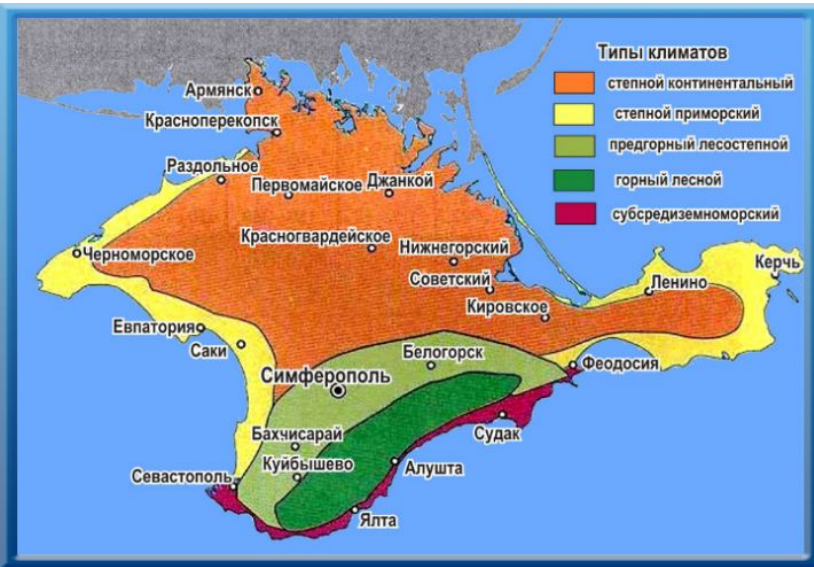 Типы климатов
степной континентальный
степной приморский
предгорный лесостепной
горный лесной
субсредиземноморский
Армянск
Красноперекопск
Раздольное
Первомайское
Джанкой
Красногвардейское
Нижнегорский
Черноморское
Советский
Керчь
Ленино
Кировское
Евпатория
Саки
Белогорск
Феодосия
Симферополь
Судак
Бахчисарай
Куйбышево
Алушта
Севастополь
Ялта